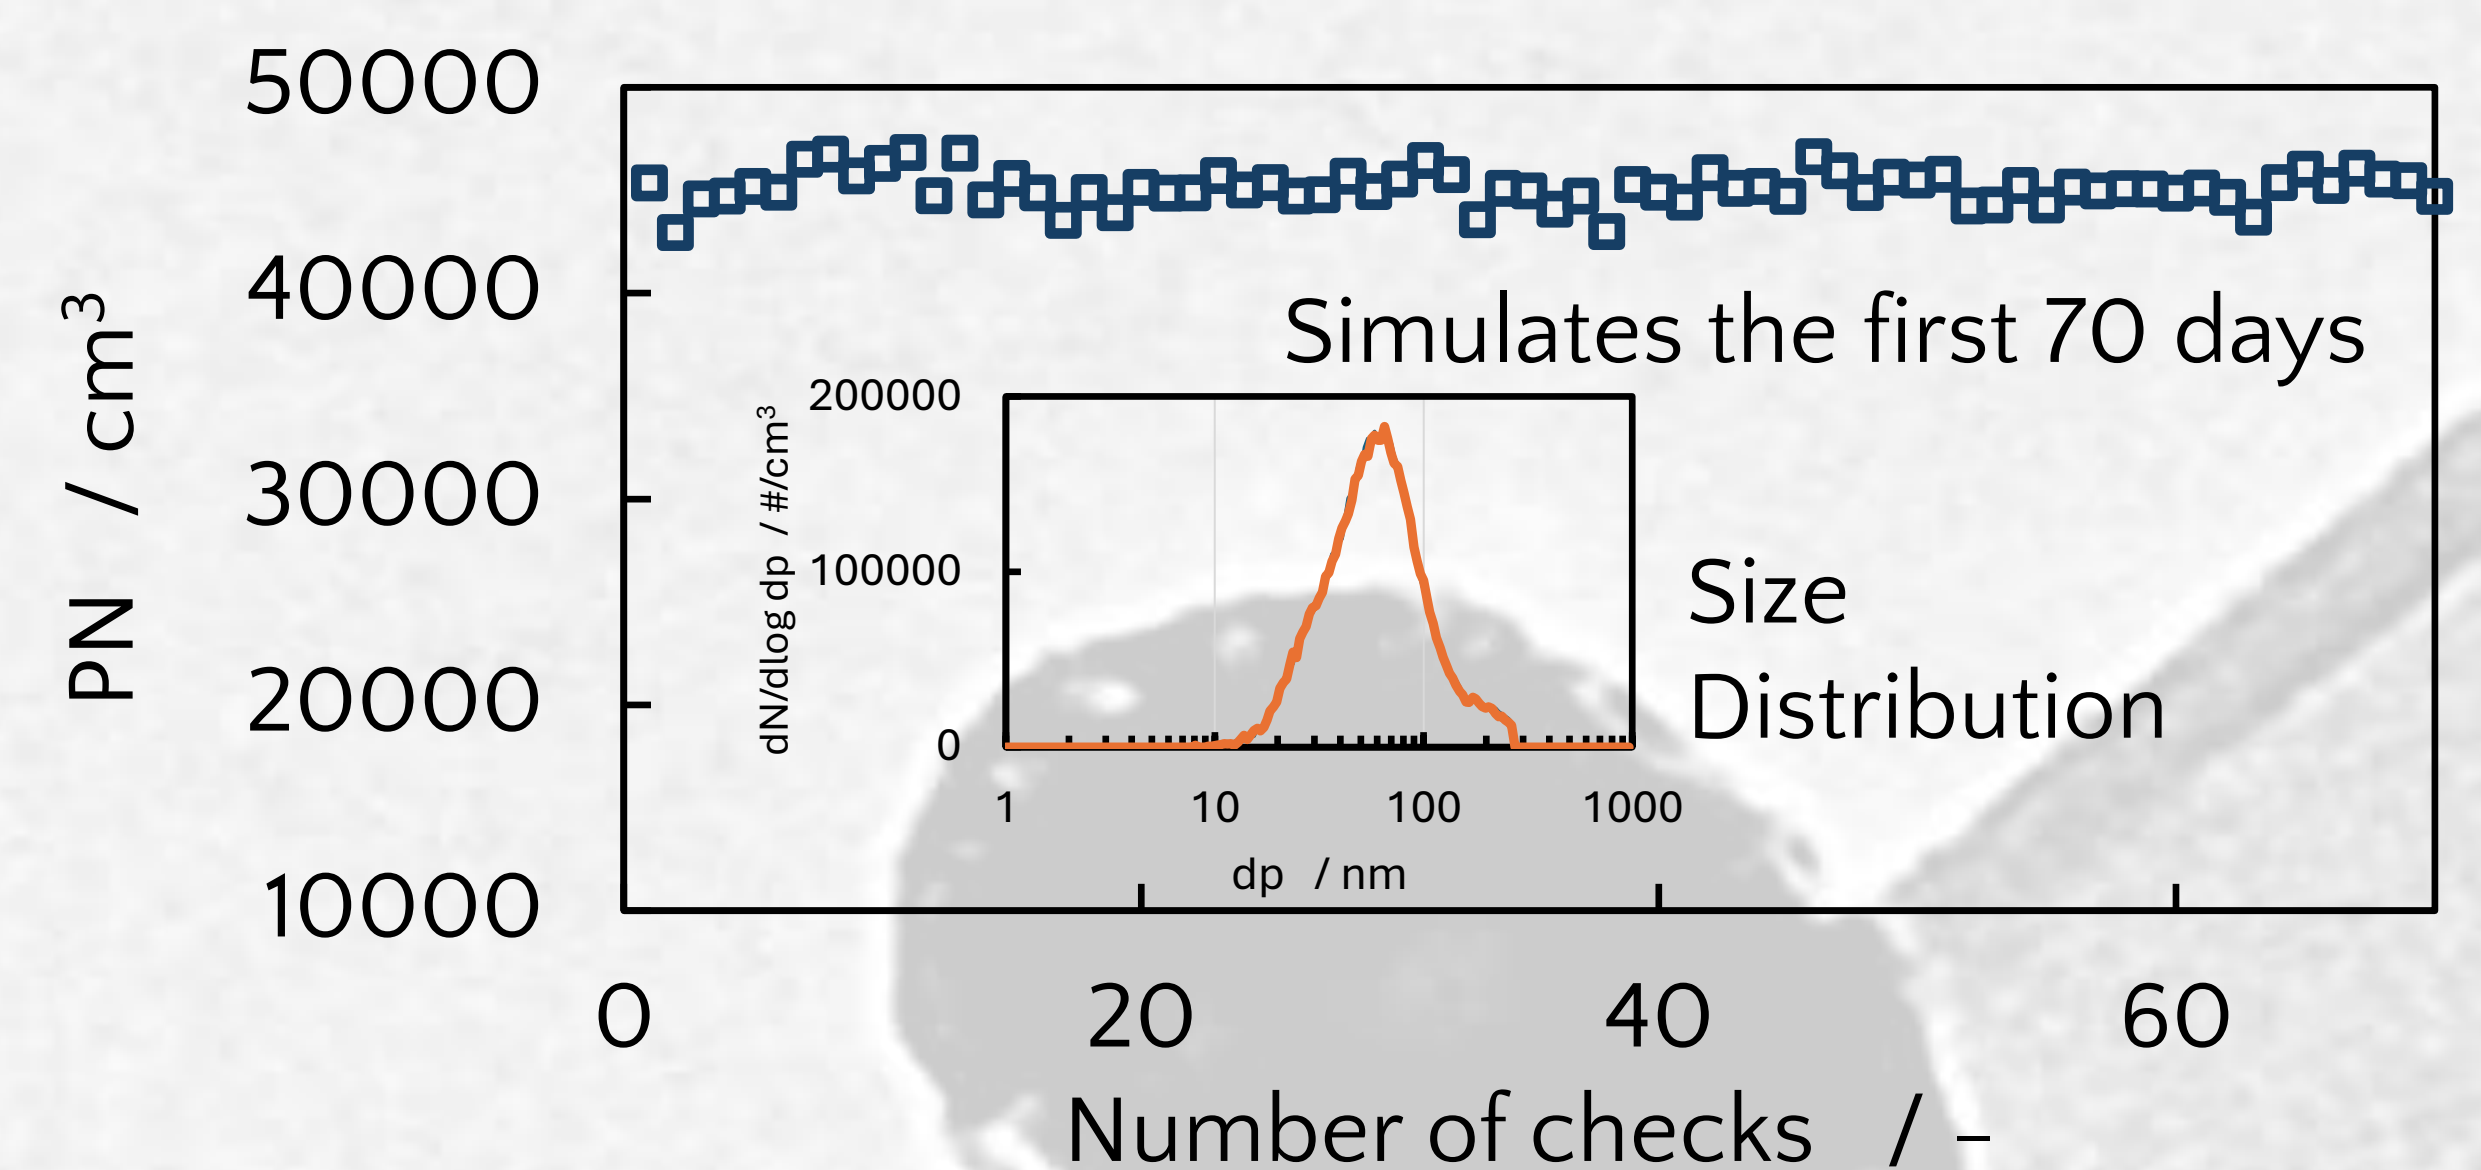 50000
40000
30000
20000
10000
PN / cm³
Simulates the first 70 days
200000
100000
0
dN/dlog dp / #/cm³
1 10 100 1000
dp / nm
Size
Distribution
0 20 40 60
Number of checks / –